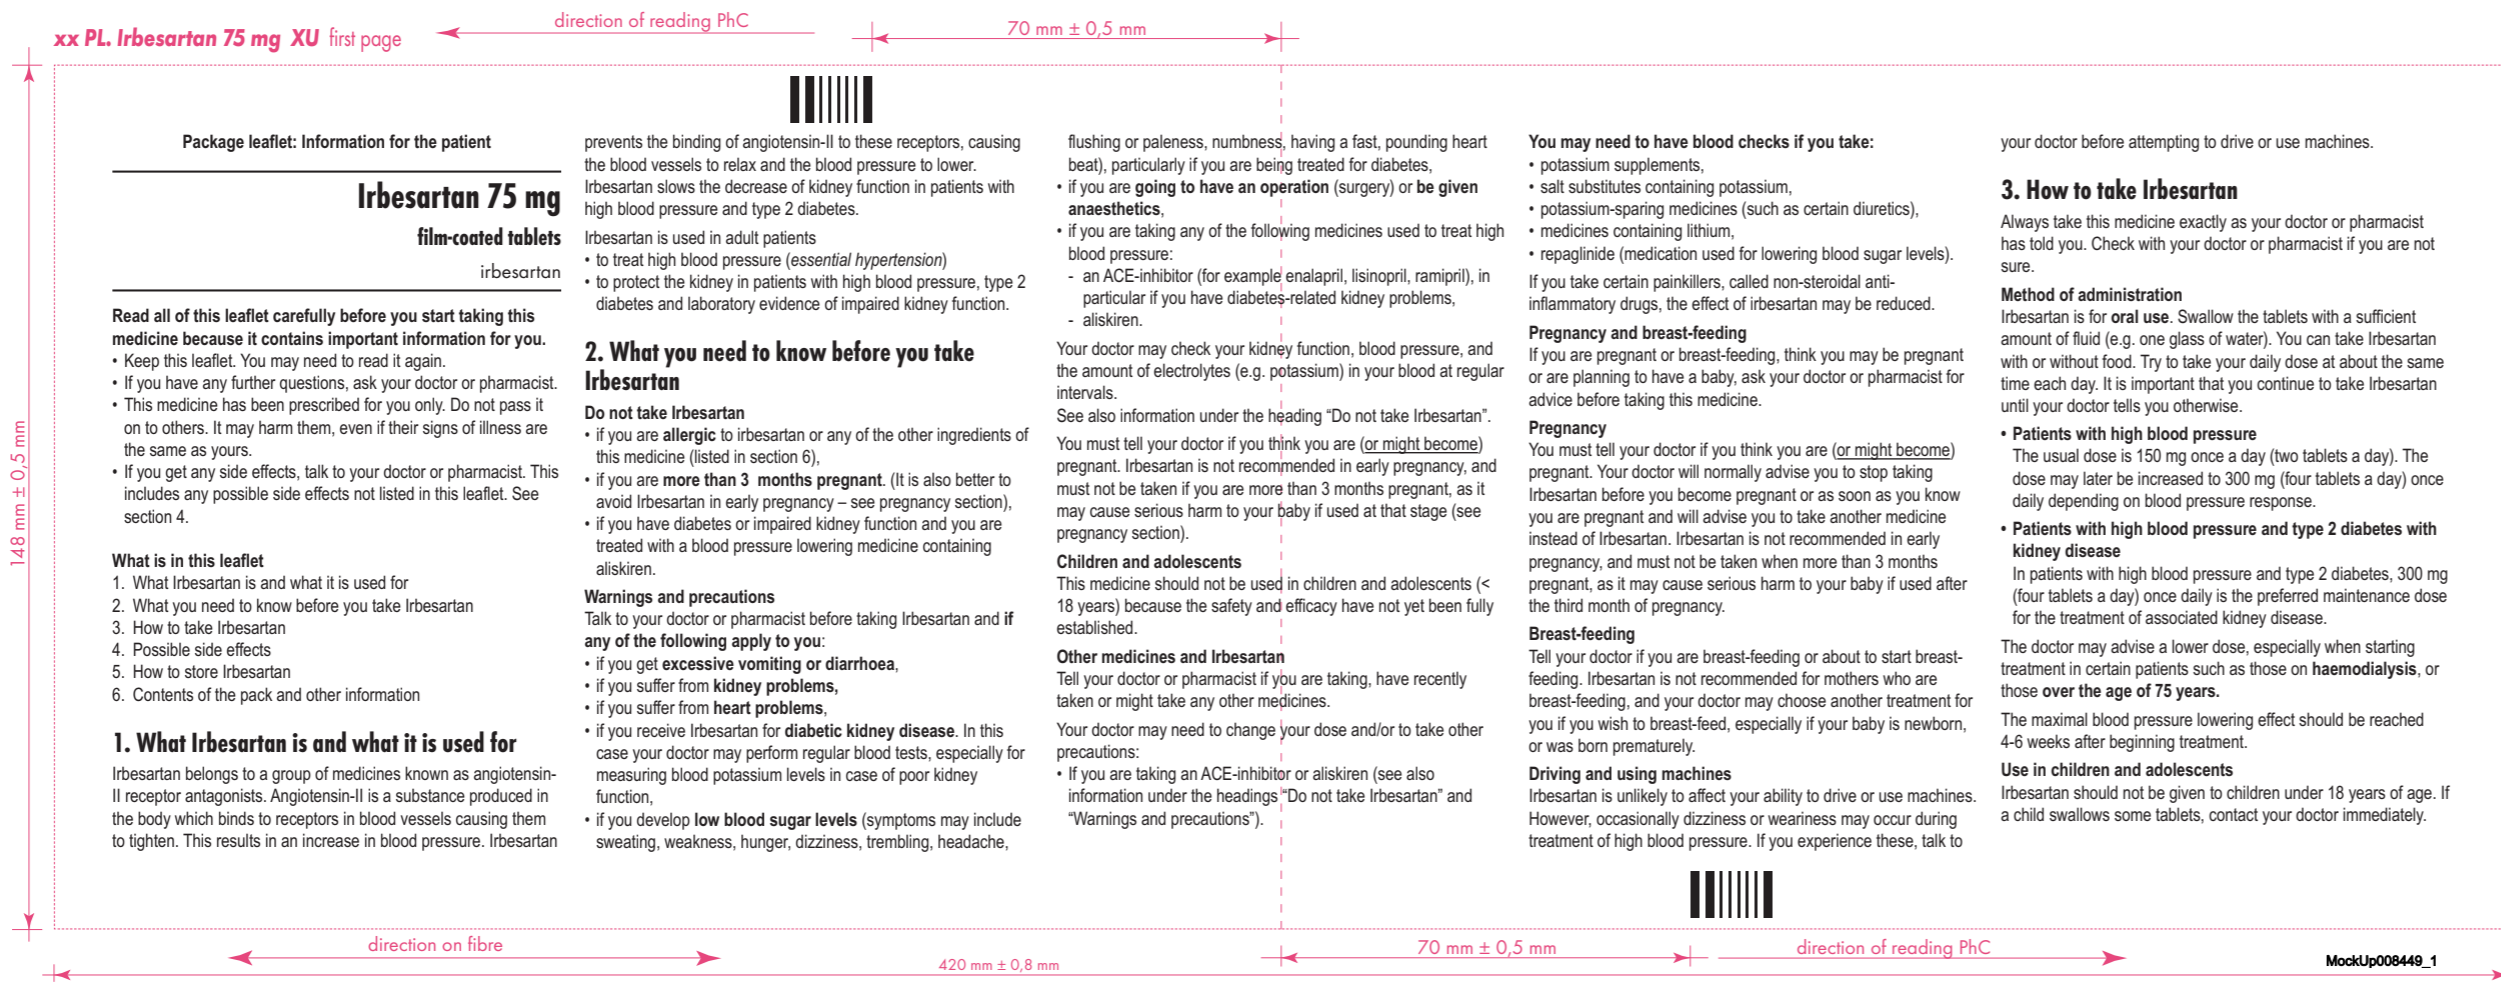 xx PL. Irbesartan 75 mg XU first page
direction of reading PhC
70 mm ± 0,5 mm
148 mm ± 0,5 mm
Package leaflet: Information for the patient
Irbesartan 75 mg
film-coated tablets
irbesartan
Read all of this leaflet carefully before you start taking this
medicine because it contains important information for you.
• Keep this leaflet. You may need to read it again.
• If you have any further questions, ask your doctor or pharmacist.
• This medicine has been prescribed for you only. Do not pass it
on to others. It may harm them, even if their signs of illness are
the same as yours.
• If you get any side effects, talk to your doctor or pharmacist. This
includes any possible side effects not listed in this leaflet. See
section 4.
What is in this leaflet
1. What Irbesartan is and what it is used for
2. What you need to know before you take Irbesartan
3. How to take Irbesartan
4. Possible side effects
5. How to store Irbesartan
6. Contents of the pack and other information
1. What Irbesartan is and what it is used for
Irbesartan belongs to a group of medicines known as angiotensin-
II receptor antagonists. Angiotensin-II is a substance produced in
the body which binds to receptors in blood vessels causing them
to tighten. This results in an increase in blood pressure. Irbesartan
prevents the binding of angiotensin-II to these receptors, causing
the blood vessels to relax and the blood pressure to lower.
Irbesartan slows the decrease of kidney function in patients with
high blood pressure and type 2 diabetes.
Irbesartan is used in adult patients
• to treat high blood pressure (essential hypertension)
• to protect the kidney in patients with high blood pressure, type 2
diabetes and laboratory evidence of impaired kidney function.
2. What you need to know before you take
Irbesartan
Do not take Irbesartan
• if you are allergic to irbesartan or any of the other ingredients of
this medicine (listed in section 6),
• if you are more than 3 months pregnant. (It is also better to
avoid Irbesartan in early pregnancy – see pregnancy section),
• if you have diabetes or impaired kidney function and you are
treated with a blood pressure lowering medicine containing
aliskiren.
Warnings and precautions
Talk to your doctor or pharmacist before taking Irbesartan and if
any of the following apply to you:
• if you get excessive vomiting or diarrhoea,
• if you suffer from kidney problems,
• if you suffer from heart problems,
• if you receive Irbesartan for diabetic kidney disease. In this
case your doctor may perform regular blood tests, especially for
measuring blood potassium levels in case of poor kidney
function,
• if you develop low blood sugar levels (symptoms may include
sweating, weakness, hunger, dizziness, trembling, headache,
flushing or paleness, numbness, having a fast, pounding heart
beat), particularly if you are being treated for diabetes,
• if you are going to have an operation (surgery) or be given
anaesthetics,
• if you are taking any of the following medicines used to treat high
blood pressure:
- an ACE-inhibitor (for example enalapril, lisinopril, ramipril), in
particular if you have diabetes-related kidney problems,
- aliskiren.
Your doctor may check your kidney function, blood pressure, and
the amount of electrolytes (e.g. potassium) in your blood at regular
intervals.
See also information under the heading “Do not take Irbesartan”.
You must tell your doctor if you think you are (or might become)
pregnant. Irbesartan is not recommended in early pregnancy, and
must not be taken if you are more than 3 months pregnant, as it
may cause serious harm to your baby if used at that stage (see
pregnancy section).
Children and adolescents
This medicine should not be used in children and adolescents (<
18 years) because the safety and efficacy have not yet been fully
established.
Other medicines and Irbesartan
Tell your doctor or pharmacist if you are taking, have recently
taken or might take any other medicines.
Your doctor may need to change your dose and/or to take other
precautions:
• If you are taking an ACE-inhibitor or aliskiren (see also
information under the headings “Do not take Irbesartan” and
“Warnings and precautions”).
You may need to have blood checks if you take:
• potassium supplements,
• salt substitutes containing potassium,
• potassium-sparing medicines (such as certain diuretics),
• medicines containing lithium,
• repaglinide (medication used for lowering blood sugar levels).
If you take certain painkillers, called non-steroidal anti-
inflammatory drugs, the effect of irbesartan may be reduced.
Pregnancy and breast-feeding
If you are pregnant or breast-feeding, think you may be pregnant
or are planning to have a baby, ask your doctor or pharmacist for
advice before taking this medicine.
Pregnancy
You must tell your doctor if you think you are (or might become)
pregnant. Your doctor will normally advise you to stop taking
Irbesartan before you become pregnant or as soon as you know
you are pregnant and will advise you to take another medicine
instead of Irbesartan. Irbesartan is not recommended in early
pregnancy, and must not be taken when more than 3 months
pregnant, as it may cause serious harm to your baby if used after
the third month of pregnancy.
Breast-feeding
Tell your doctor if you are breast-feeding or about to start breast-
feeding. Irbesartan is not recommended for mothers who are
breast-feeding, and your doctor may choose another treatment for
you if you wish to breast-feed, especially if your baby is newborn,
or was born prematurely.
Driving and using machines
Irbesartan is unlikely to affect your ability to drive or use machines.
However, occasionally dizziness or weariness may occur during
treatment of high blood pressure. If you experience these, talk to
your doctor before attempting to drive or use machines.
3. How to take Irbesartan
Always take this medicine exactly as your doctor or pharmacist
has told you. Check with your doctor or pharmacist if you are not
sure.
Method of administration
Irbesartan is for oral use. Swallow the tablets with a sufficient
amount of fluid (e.g. one glass of water). You can take Irbesartan
with or without food. Try to take your daily dose at about the same
time each day. It is important that you continue to take Irbesartan
until your doctor tells you otherwise.
• Patients with high blood pressure
The usual dose is 150 mg once a day (two tablets a day). The
dose may later be increased to 300 mg (four tablets a day) once
daily depending on blood pressure response.
• Patients with high blood pressure and type 2 diabetes with
kidney disease
In patients with high blood pressure and type 2 diabetes, 300 mg
(four tablets a day) once daily is the preferred maintenance dose
for the treatment of associated kidney disease.
The doctor may advise a lower dose, especially when starting
treatment in certain patients such as those on haemodialysis, or
those over the age of 75 years.
The maximal blood pressure lowering effect should be reached
4-6 weeks after beginning treatment.
Use in children and adolescents
Irbesartan should not be given to children under 18 years of age. If
a child swallows some tablets, contact your doctor immediately.
direction on fibre
420 mm ± 0,8 mm
70 mm ± 0,5 mm
direction of reading PhC
MockUp008449_1